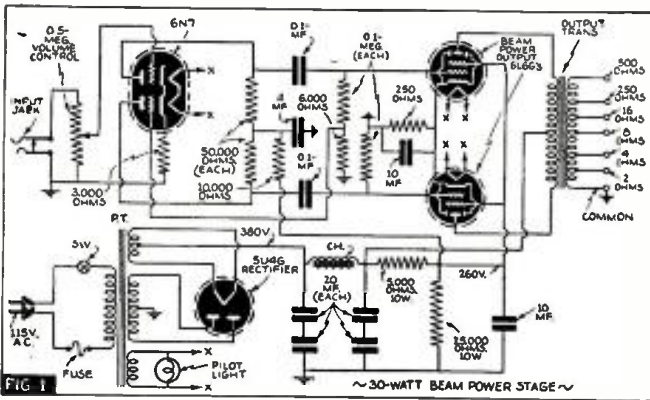 6N7
0.5-
MEG.
VOLUME
CONTROL
INPUT
JACK
3,000
OHMS
0.1-
MF.
0.1-
MEG.
(EACH)
4
MF.
6,000
OHMS
50,000
OHMS
(EACH)
10,000
OHMS
0.1-
MF.
250
OHMS
10
MF.
BEAM
POWER
OUTPUT
6L6G'S
OUTPUT
TRANS
500
OHMS
250
OHMS
16
OHMS
8
OHMS
4
OHMS
2
OHMS
COMMON
X
X
X X
X X
P.T.
SW
115V.
A.C.
FUSE
380V.
5U4G
RECTIFIER
PILOT
LIGHT
X
X
CH.
20
MF.
(EACH)
5,000
OHMS
10W
260V.
25,000
OHMS
10W
10
MF.
FIG 1
~30-WATT BEAM POWER STAGE~